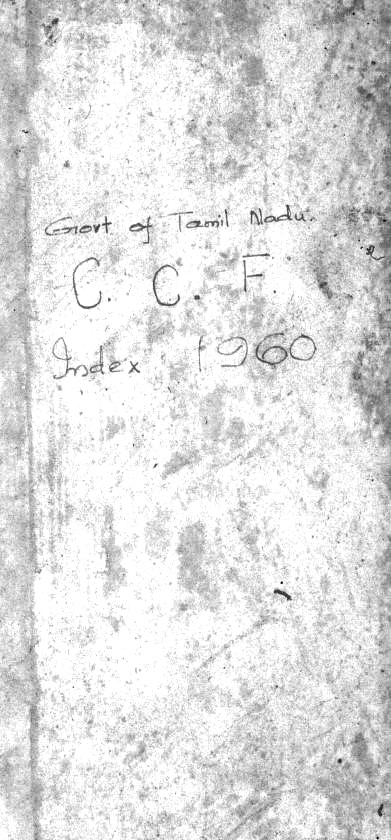 Govt of Tamil Nadu.
C. C. F.
Index 1960